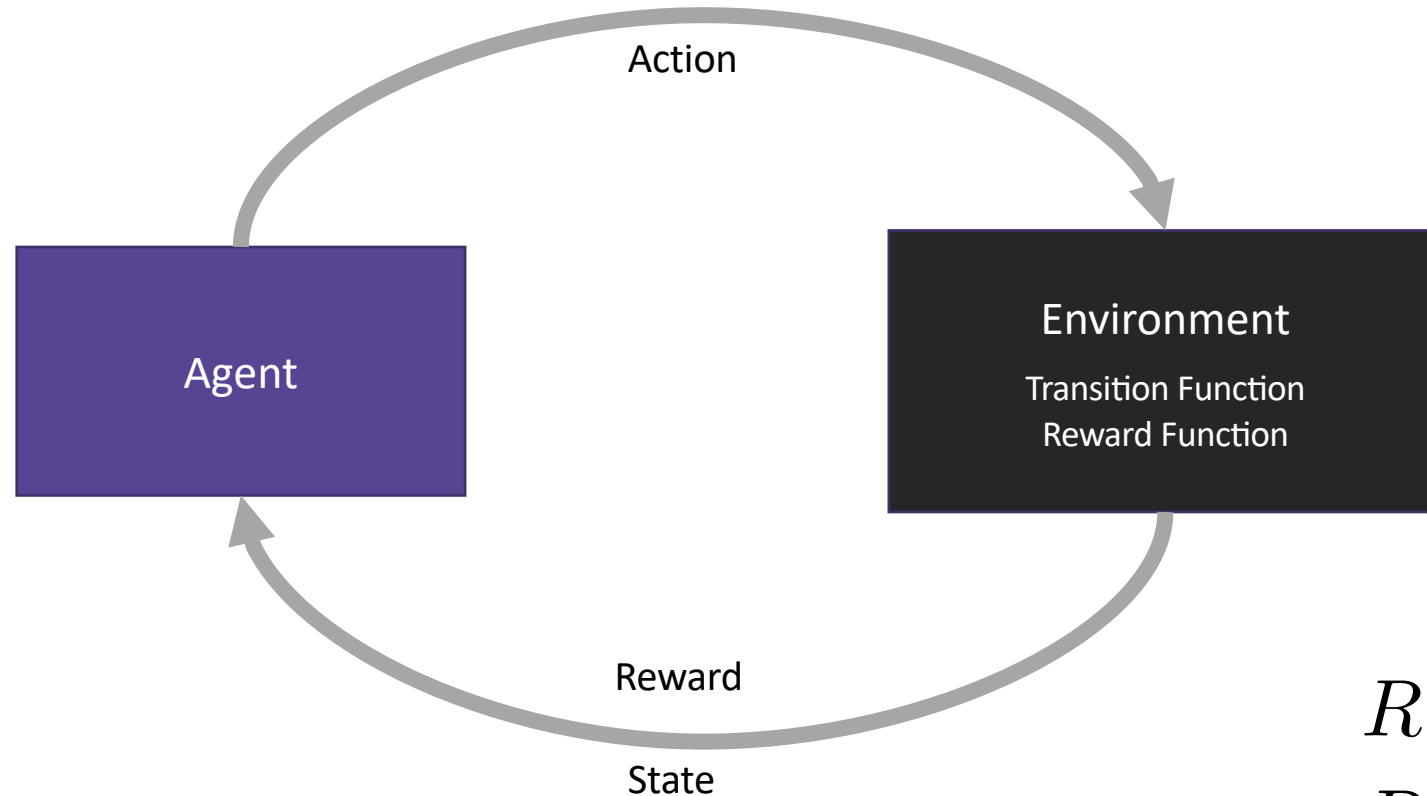 Action
Agent
Environment
Transition Function
Reward Function
Reward
State
R